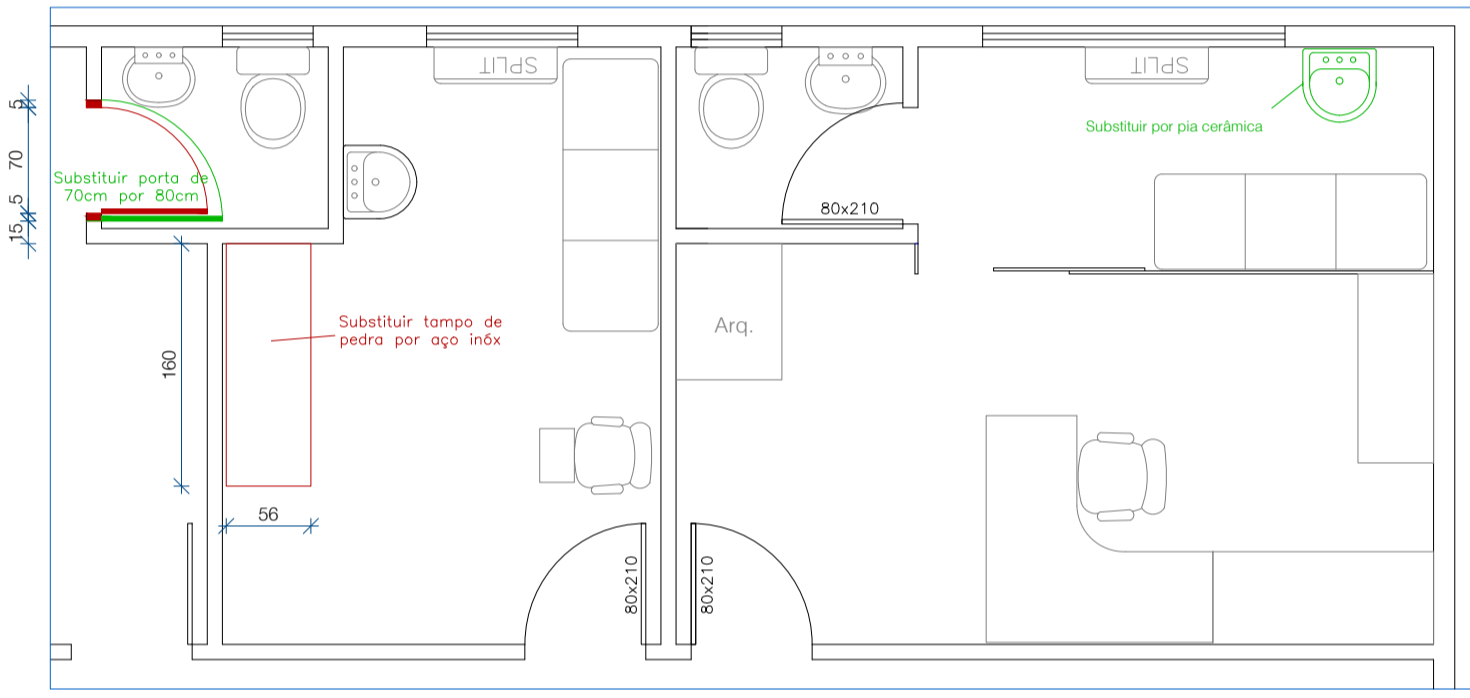 SPLIT
SPLIT
Substituir por pia cerâmica
5
70
5
15
Substituir porta de
70cm por 80cm
80x210
Substituir tampo de
pedra por aço inóx
Arq.
160
56
80x210
80x210